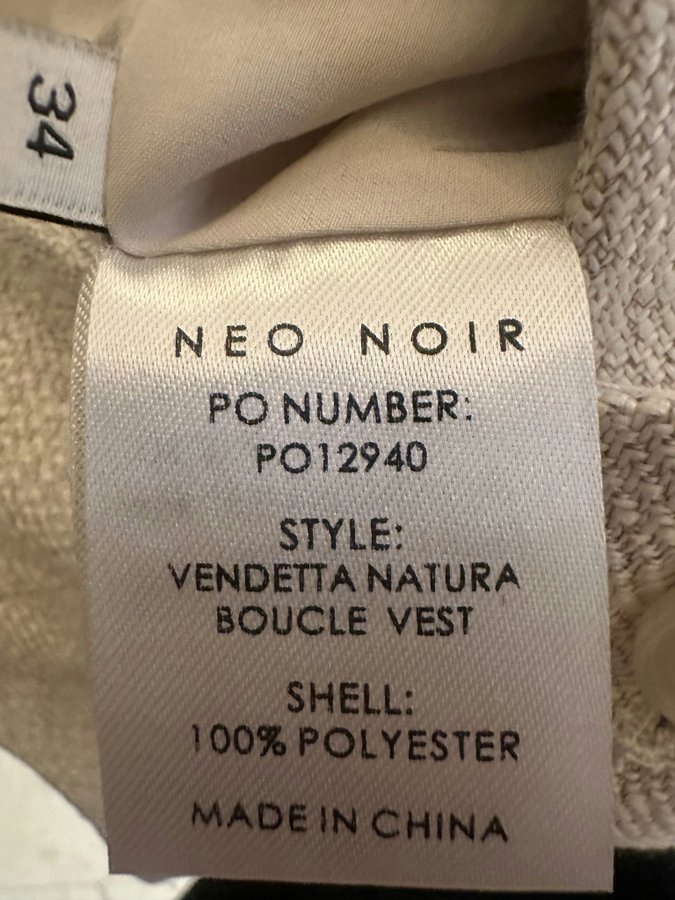 34
NEO NOIR
PO NUMBER:
PO12940
STYLE:
VENDETTA NATURA
BOUCLE VEST
SHELL:
100% POLYESTER
MADE IN CHINA